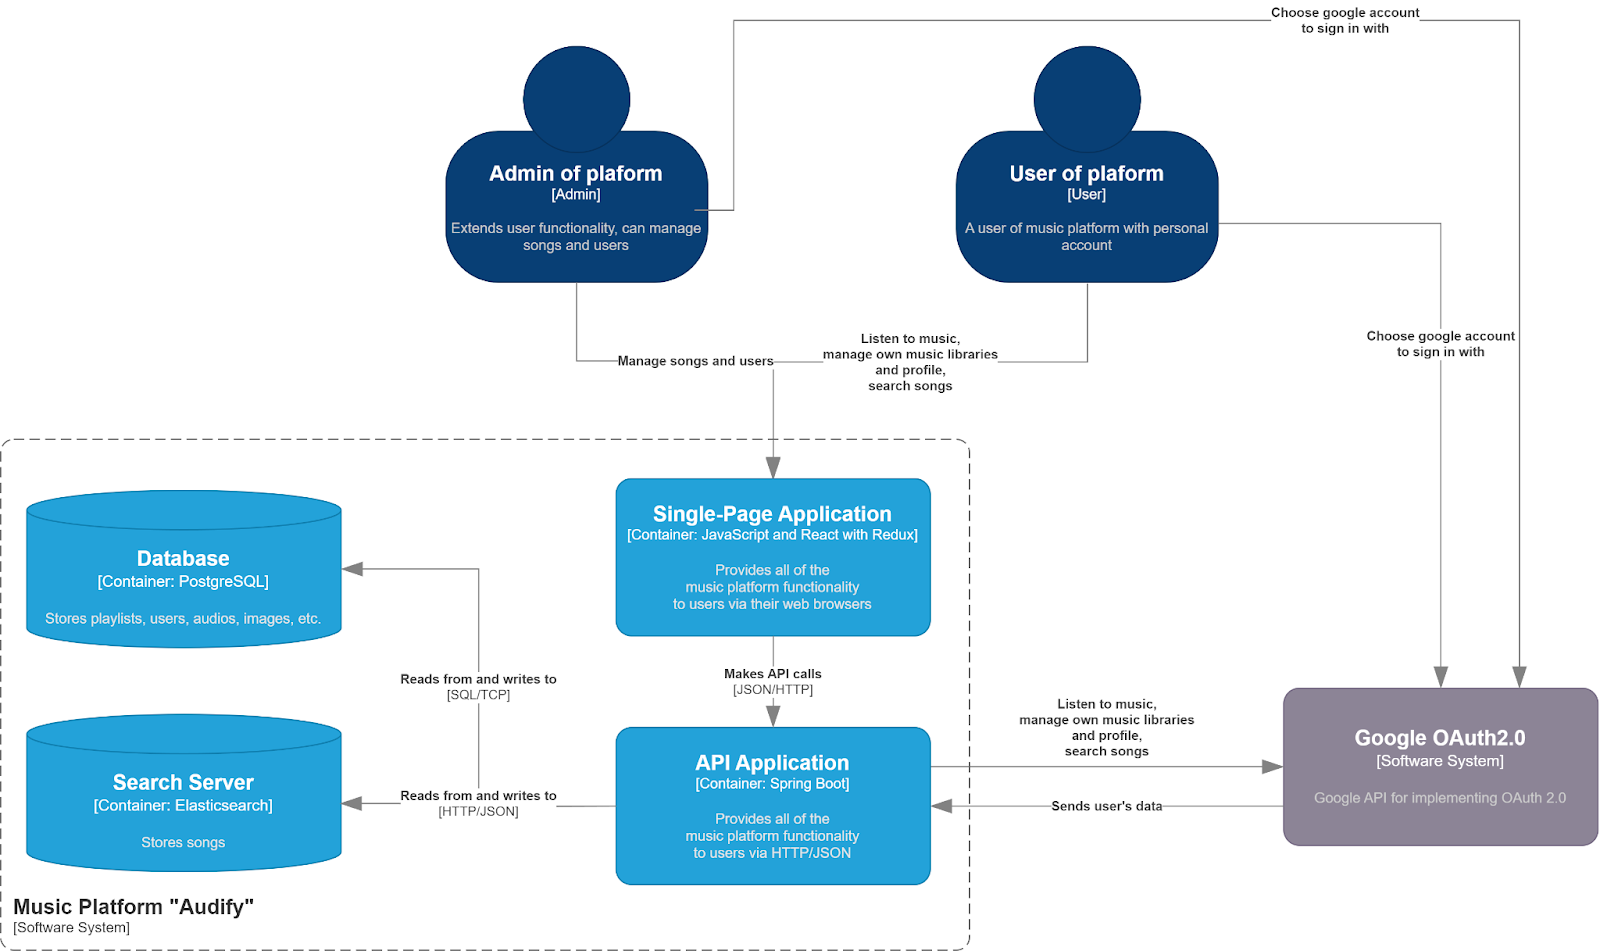 Choose google account
to sign in with
Admin of plaform
[Admin]
Extends user functionality, can manage
songs and users
User of plaform
[User]
A user of music platform with personal
account
Manage songs and users
Listen to music,
manage own music libraries
and profile,
search songs
Choose google account
to sign in with
Single-Page Application
[Container: JavaScript and React with Redux]
Provides all of the
music platform functionality
to users via their web browsers
Database
[Container: PostgreSQL]
Stores playlists, users, audios, images, etc.
Reads from and writes to
[SQL/TCP]
Makes API calls
[JSON/HTTP]
Search Server
[Container: Elasticsearch]
Stores songs
Reads from and writes to
[HTTP/JSON]
API Application
[Container: Spring Boot]
Provides all of the
music platform functionality
to users via HTTP/JSON
Listen to music,
manage own music libraries
and profile,
search songs
Sends user's data
Google OAuth2.0
[Software System]
Google API for implementing OAuth 2.0
Music Platform "Audify"
[Software System]